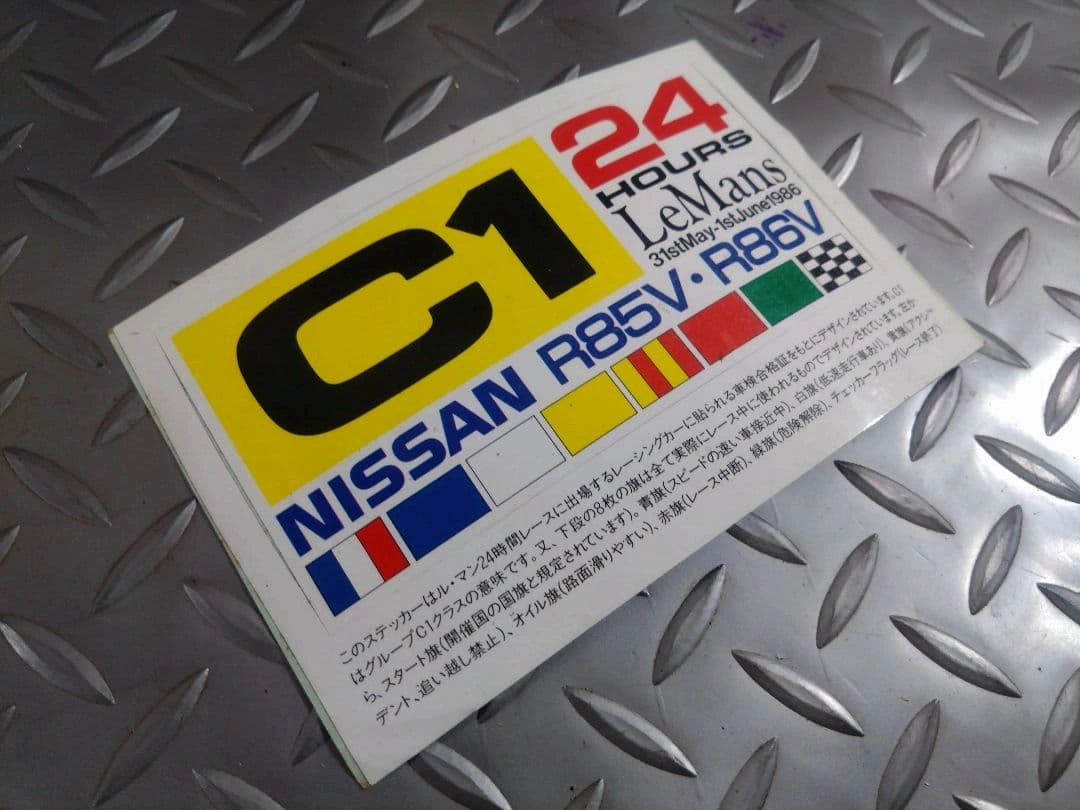 C1
24
HOURS
LeMans
31stMay-1stJune1986
NISSAN R85V・R86V
このステッカーはル・マン24時間レースに出場するレーシングカーに貼られる車検合格証をもとにデザインされています。C1
はグループC1クラスの意味です。又、下段の8枚の旗は全て実際にレース中に使われるものでデザインされています。左か
ら、スタート旗(開催国の国旗と規定されています)。青旗(スピードの速い車接近中)、白旗(低速走行車あり)、黄旗(アクシ
デント、追い越し禁止)、オイル旗(路面滑りやすい)、赤旗(レース中断)、緑旗(危険解除)、チェッカーフラッグ(レース終了)